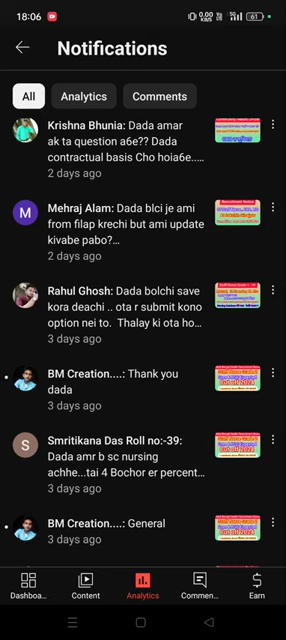 18:06
0.00 KB/S
5G
61
Notifications
All
Analytics
Comments
Krishna Bhunia: Dada amar
ak ta question a6e?? Dada
contractual basis Cho hoia6e.....
2 days ago
M
Mehraj Alam: Dada blci je ami
from filap krechi but ami update
kivabe pabo?...
2 days ago
Rahul Ghosh: Dada bolchi save
kora deachi .. ota r submit kono
option nei to. Thalay ki ota ho...
3 days ago
BM Creation....: Thank you
dada
3 days ago
S
Smritikana Das Roll no:-39:
Dada amr b sc nursing
achhe...tai 4 Bochor er percent...
3 days ago
BM Creation....: General
3 days ago
Dashboa...
Content
Analytics
Commen...
Earn